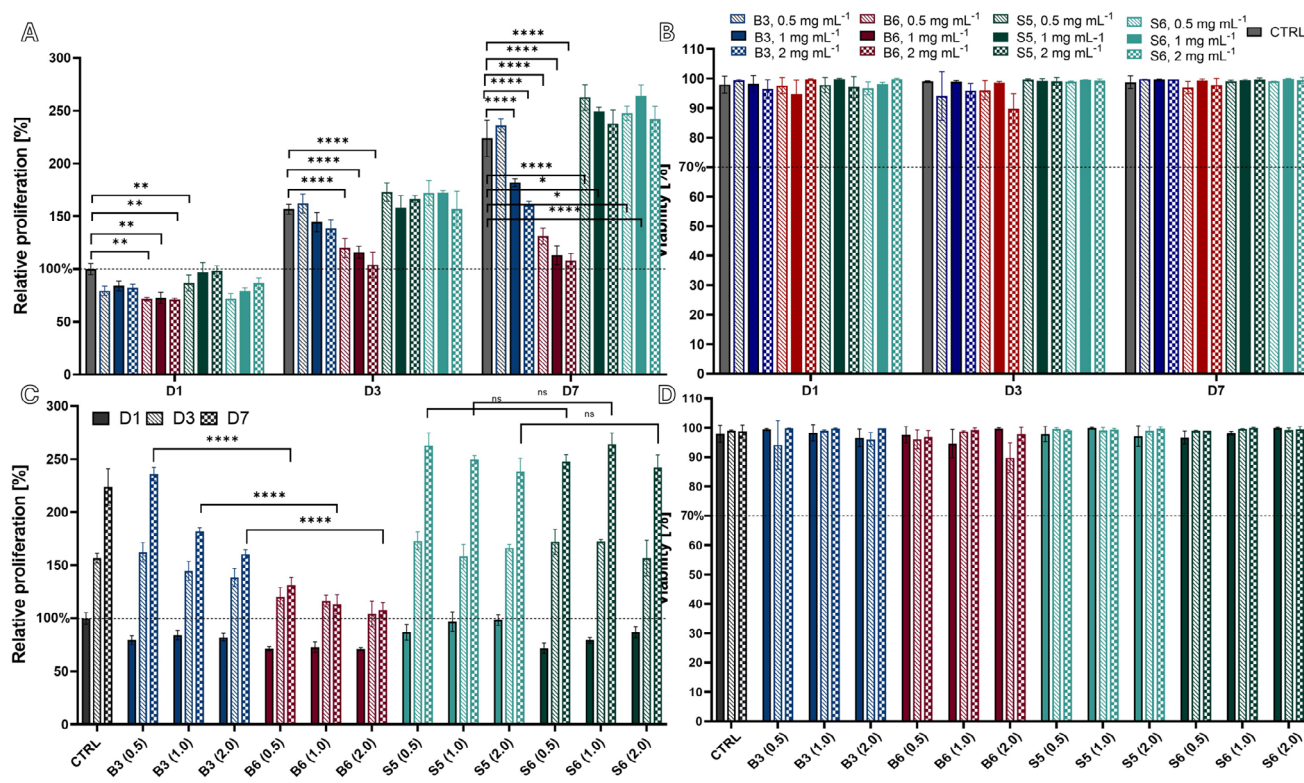 A
B
B3, 0.5 mg mL-1
B3, 1 mg mL-1
B3, 2 mg mL-1
B6, 0.5 mg mL-1
B6, 1 mg mL-1
B6, 2 mg mL-1
S5, 0.5 mg mL-1
S5, 1 mg mL-1
S5, 2 mg mL-1
S6, 0.5 mg mL-1
S6, 1 mg mL-1
S6, 2 mg mL-1
CTRL
Relative proliferation [%]
300
250
200
150
100%
50
0
**
**
**
**
****
****
****
****
****
****
****
****
****
*
*
****
D1
D3
D7
Viability [%]
110
100
90
80
70%
60
50
40
30
20
10
0
D1
D3
D7
C
D1
D3
D7
Relative proliferation [%]
300
250
200
150
100%
50
0
****
****
****
ns
ns
ns
CTRL
B3 (0.5)
B3 (1.0)
B3 (2.0)
B6 (0.5)
B6 (1.0)
B6 (2.0)
S5 (0.5)
S5 (1.0)
S5 (2.0)
S6 (0.5)
S6 (1.0)
S6 (2.0)
D
Viability [%]
110
100
90
80
70%
60
50
40
30
20
10
0
CTRL
B3 (0.5)
B3 (1.0)
B3 (2.0)
B6 (0.5)
B6 (1.0)
B6 (2.0)
S5 (0.5)
S5 (1.0)
S5 (2.0)
S6 (0.5)
S6 (1.0)
S6 (2.0)